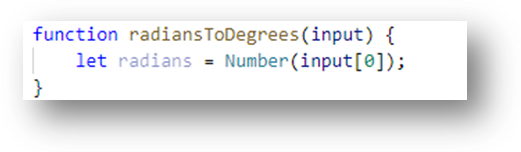 function radiansToDegrees(input) {
    let radians = Number(input[0]);
}